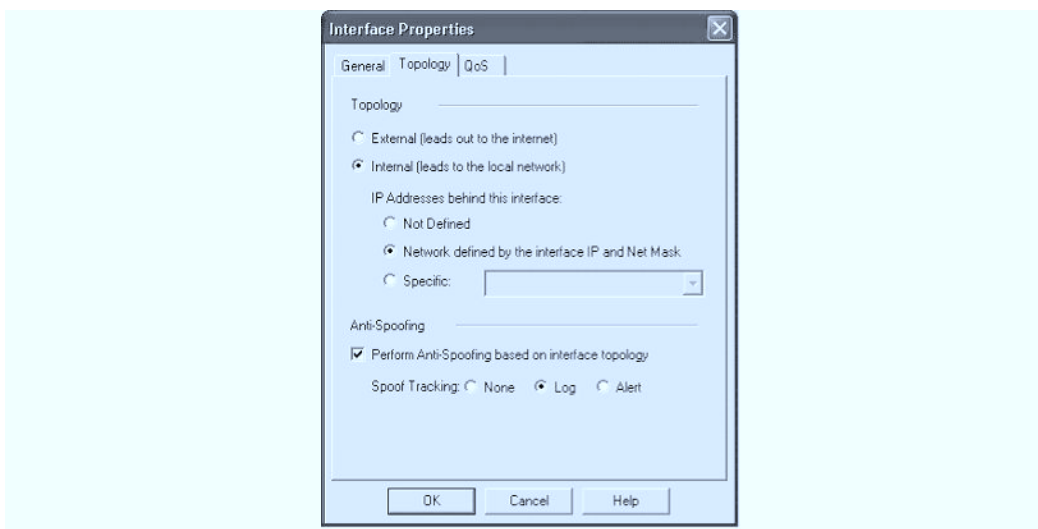 Interface Properties
General Topology QoS
Topology
External (leads out to the internet)
Internal (leads to the local network)
IP Addresses behind this interface:
Not Defined
Network defined by the interface IP and Net Mask
Specific:
Anti-Spoofing
Perform Anti-Spoofing based on interface topology
Spoof Tracking: None Log Alert
OK Cancel Help